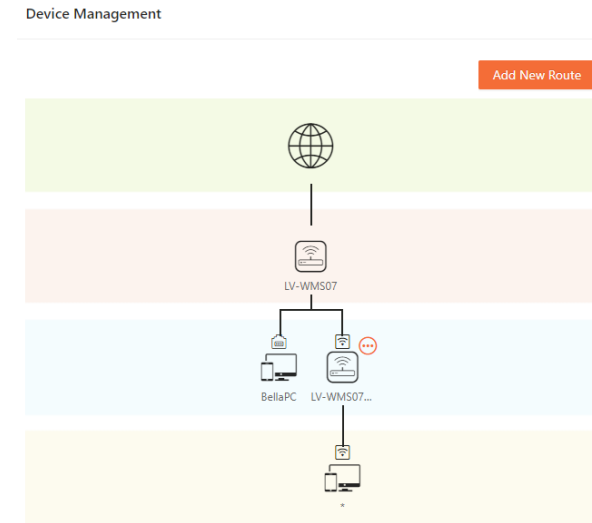 Device Management
Add New Route
LV-WMS07
BellaPC LV-WMS07...
*